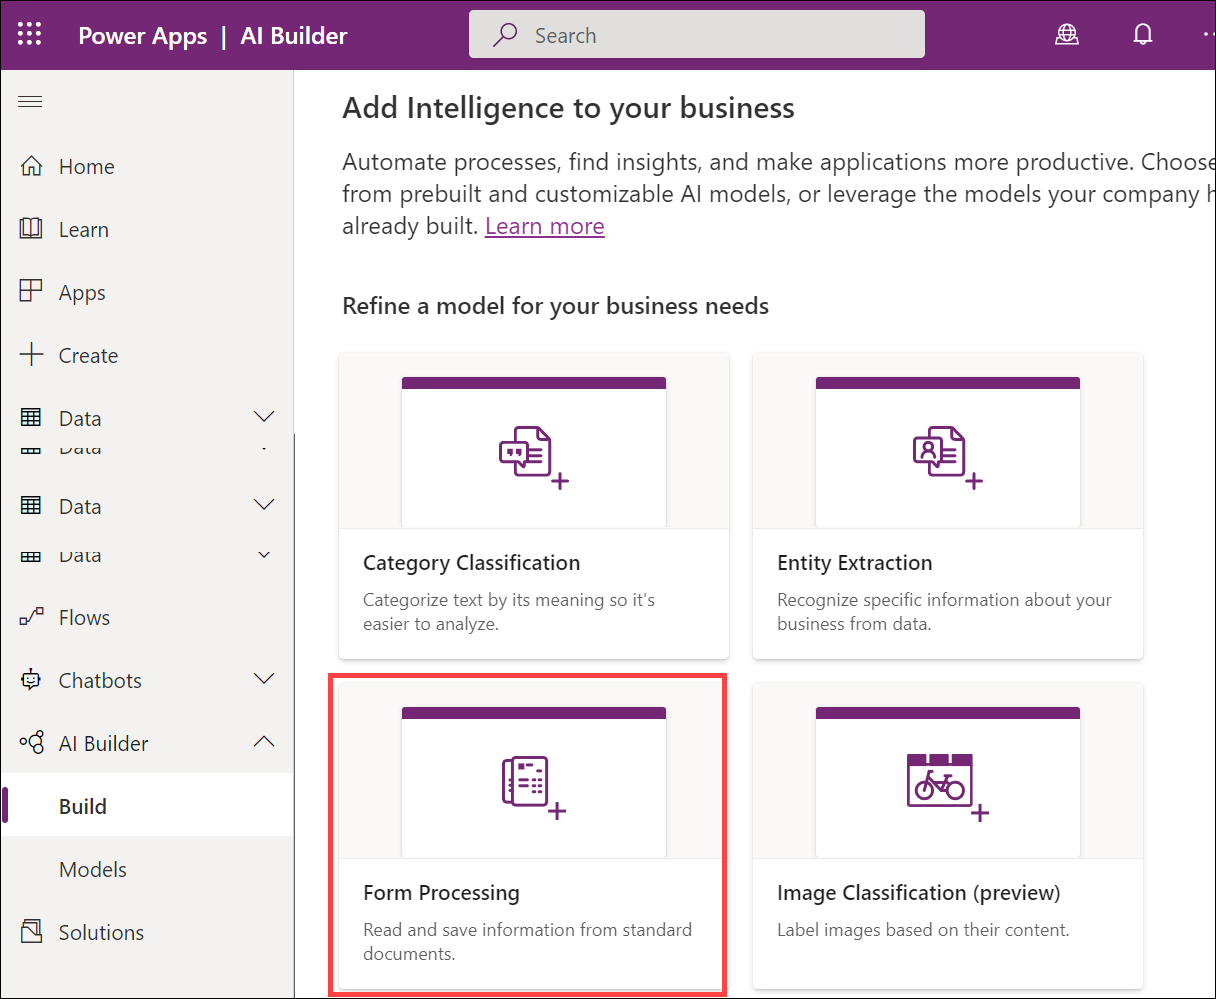 Power Apps | AI Builder
Search
Home
Learn
Apps
Create
Data
Data
Data
Data
Flows
Chatbots
AI Builder
Build
Models
Solutions
Add Intelligence to your business
Automate processes, find insights, and make applications more productive. Choose
from prebuilt and customizable AI models, or leverage the models your company h
already built. Learn more
Refine a model for your business needs
Category Classification
Categorize text by its meaning so it's
easier to analyze.
Entity Extraction
Recognize specific information about your
business from data.
Form Processing
Read and save information from standard
documents.
Image Classification (preview)
Label images based on their content.